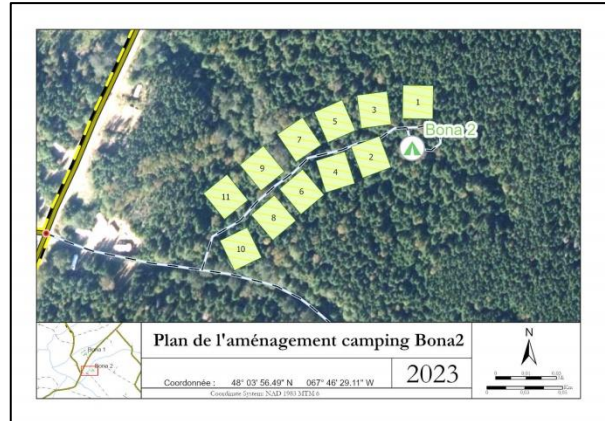 1
3
5
Bona 2
7
2
9
4
6
11
8
10
Plan de l'aménagement camping Bona2
N
Bona 1
Bona 2
2023
Coordonnée : 48° 03' 56.49" N 067° 46' 29.11" W
Coordinate System: NAD 1983 MTM 6